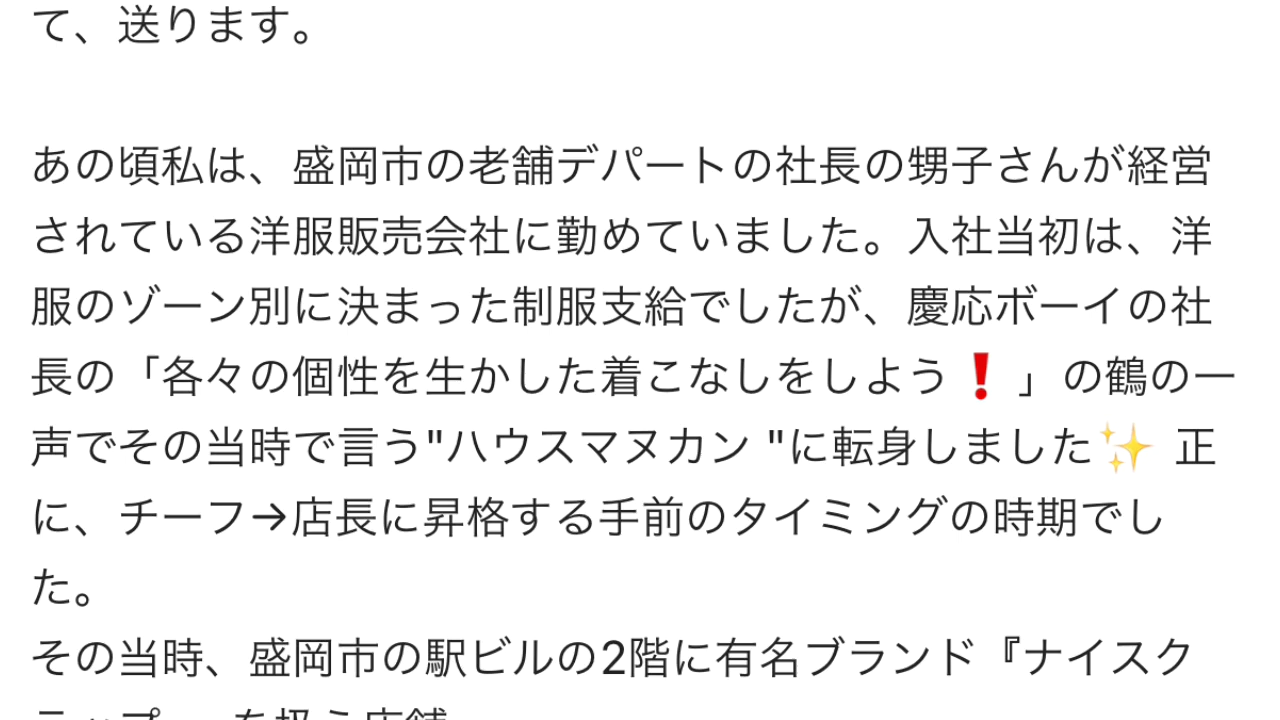 て、送ります。
あの頃私は、盛岡市の老舗デパートの社長の甥子さんが経営
されている洋服販売会社に勤めていました。入社当初は、洋
服のゾーン別に決まった制服支給でしたが、慶応ボーイの社
長の「各々の個性を生かした着こなしをしよう❗」の鶴の一
声でその当時で言う"ハウスマヌカン "に転身しました✨ 正
に、チーフ→店長に昇格する手前のタイミングの時期でし
た。
その当時、盛岡市の駅ビルの2階に有名ブランド『ナイスク